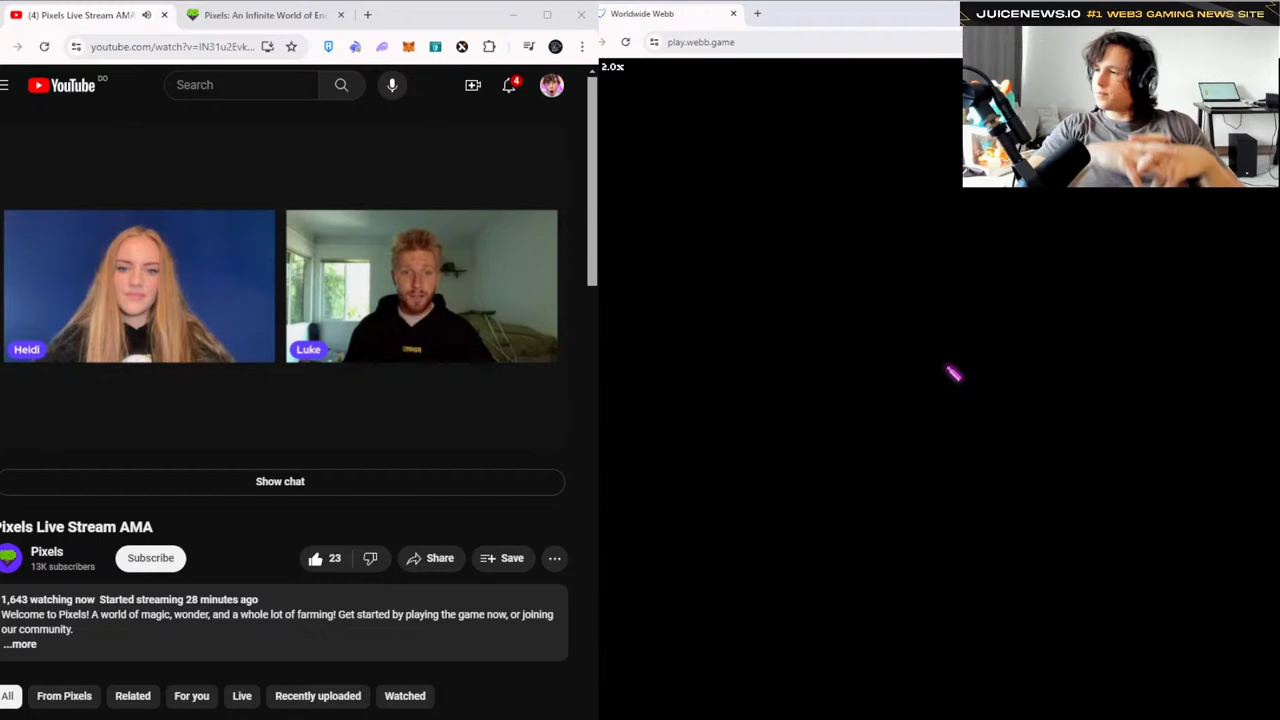 (4) Pixels Live Stream AMA
Pixels: An Infinite World of En
Worldwide Webb
JUICENEWS.IO #1 WEB3 GAMING NEWS SITE
youtube.com/watch?v=IN31u2Evk...
play.webb.game
2.0x
YouTube DO
Search
4
Heidi
Luke
Show chat
Pixels Live Stream AMA
Pixels
13K subscribers
Subscribe
23
Share
Save
1,643 watching now Started streaming 28 minutes ago
Welcome to Pixels! A world of magic, wonder, and a whole lot of farming! Get started by playing the game now, or joining
our community.
...more
All
From Pixels
Related
For you
Live
Recently uploaded
Watched